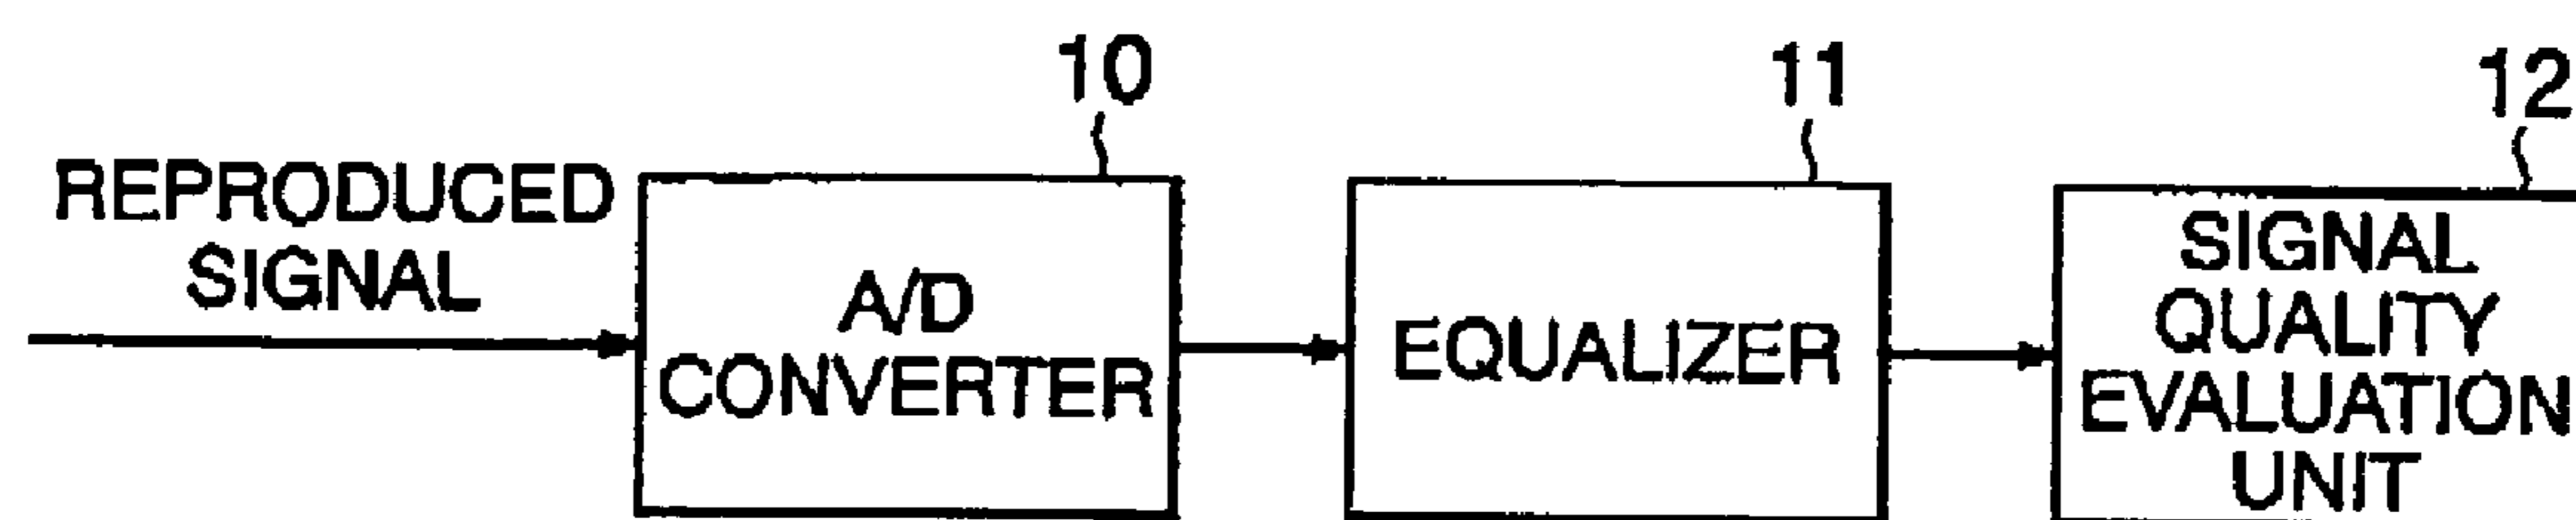 10
11
12
REPRODUCED
SIGNAL
A/D
CONVERTER
EQUALIZER
SIGNAL
QUALITY
EVALUATION
UNIT